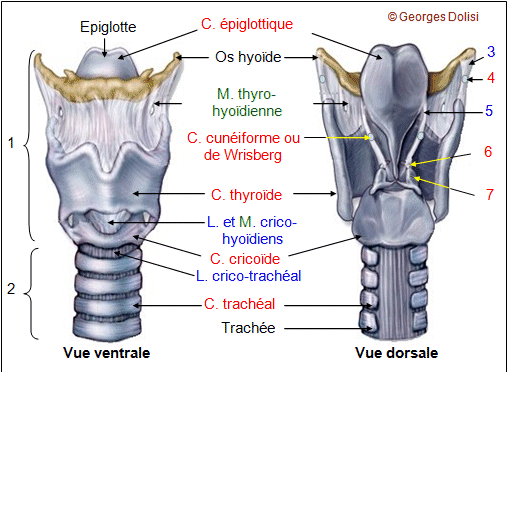 © Georges Dolisi
Epiglotte
C. épiglottique
Os hyoïde
3
4
M. thyro-
hyoïdienne
5
1
C. cunéiforme ou
de Wrisberg
6
7
C. thyroïde
L. et M. crico-
hyoïdiens
C. cricoïde
L. crico-trachéal
2
C. trachéal
Trachée
Vue ventrale
Vue dorsale